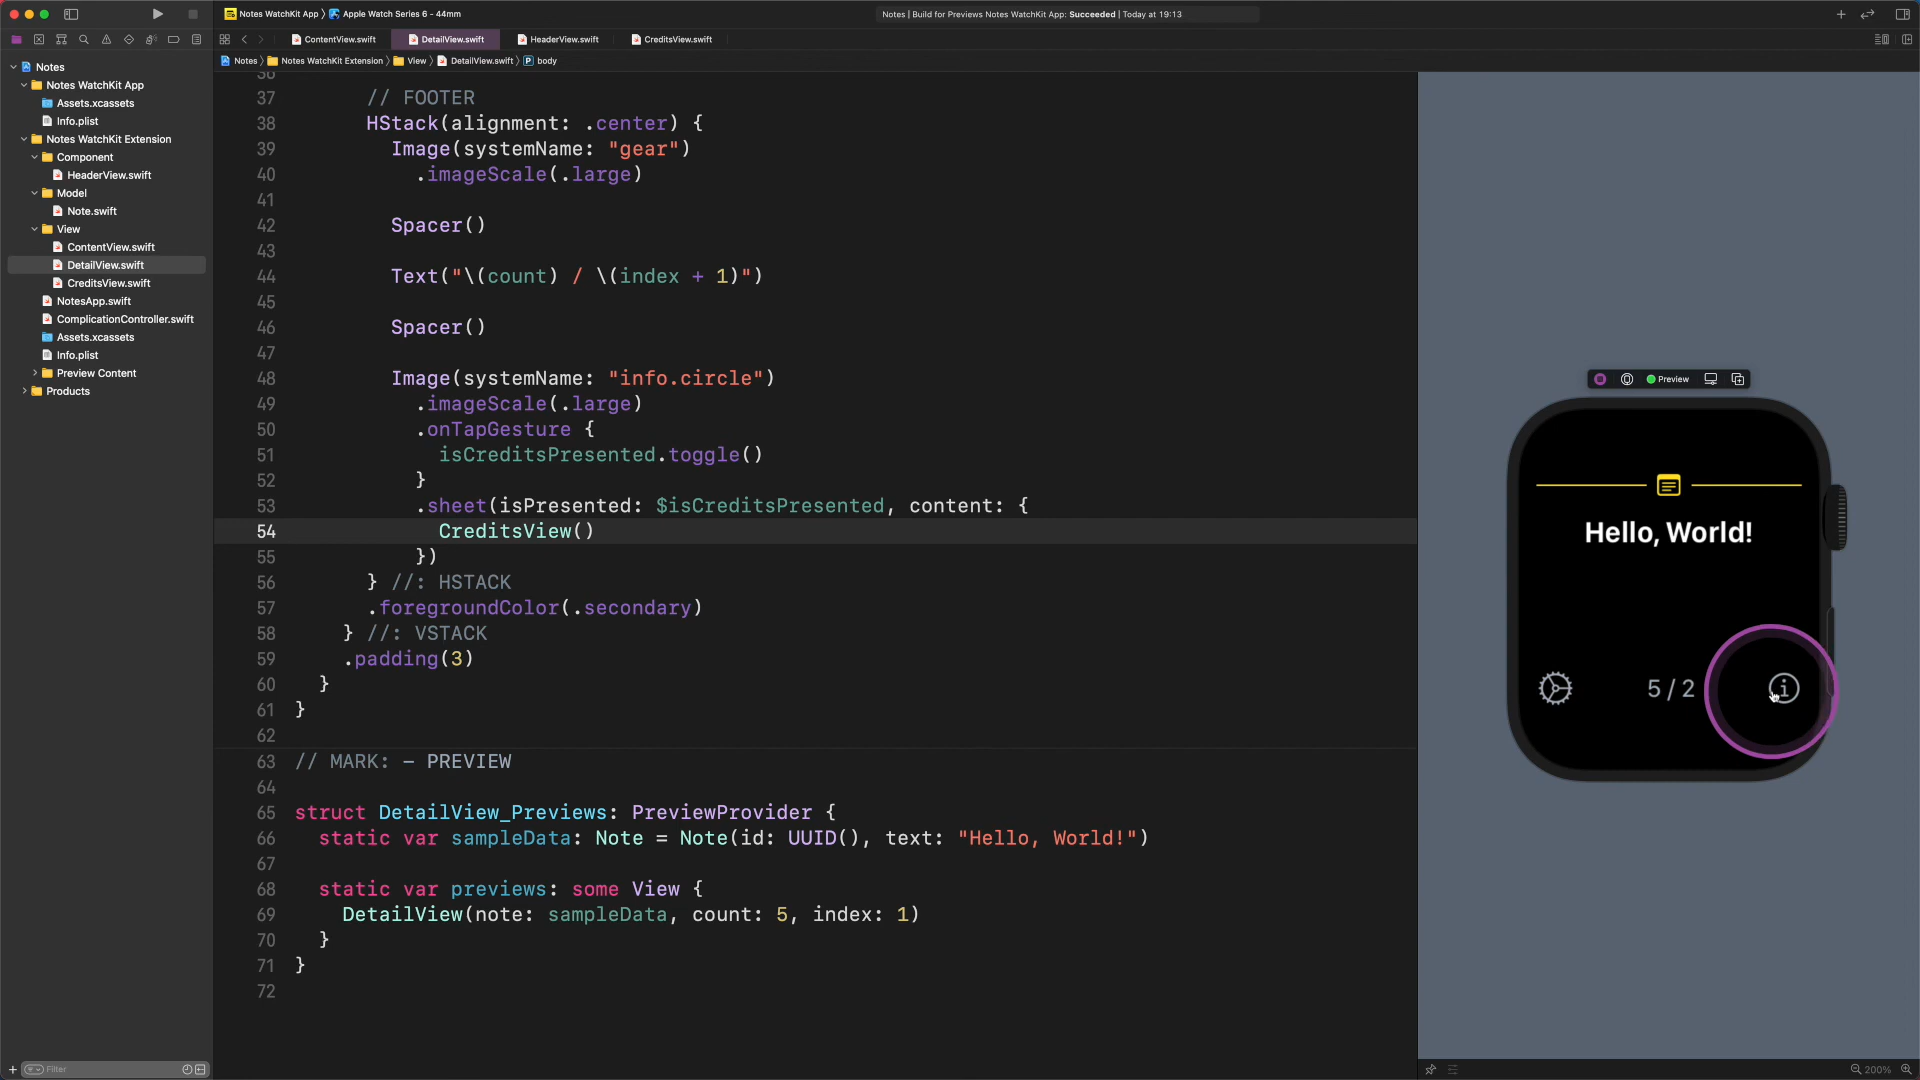 Notes WatchKit App
Apple Watch Series 6 - 44mm
Notes | Build for Previews Notes WatchKit App: Succeeded | Today at 19:13
ContentView.swift
DetailView.swift
HeaderView.swift
CreditsView.swift
Notes
Notes WatchKit Extension
View
DetailView.swift
P body
Notes
Notes WatchKit App
Assets.xcassets
Info.plist
Notes WatchKit Extension
Component
HeaderView.swift
Model
Note.swift
View
ContentView.swift
DetailView.swift
CreditsView.swift
NotesApp.swift
ComplicationController.swift
Assets.xcassets
Info.plist
Preview Content
Products
Filter
36
37 // FOOTER
38 HStack(alignment: .center) {
39 Image(systemName: "gear")
40 .imageScale(.large)
41
42 Spacer()
43
44 Text("\(count) / \(index + 1)")
45
46 Spacer()
47
48 Image(systemName: "info.circle")
49 .imageScale(.large)
50 .onTapGesture {
51 isCreditsPresented.toggle()
52 }
53 .sheet(isPresented: $isCreditsPresented, content: {
54 CreditsView()
55 })
56 } //: HSTACK
57 .foregroundColor(.secondary)
58 } //: VSTACK
59 .padding(3)
60 }
61 }
62
63 // MARK: - PREVIEW
64
65 struct DetailView_Previews: PreviewProvider {
66 static var sampleData: Note = Note(id: UUID(), text: "Hello, World!")
67
68 static var previews: some View {
69 DetailView(note: sampleData, count: 5, index: 1)
70 }
71 }
72
Preview
Hello, World!
5 / 2
200%